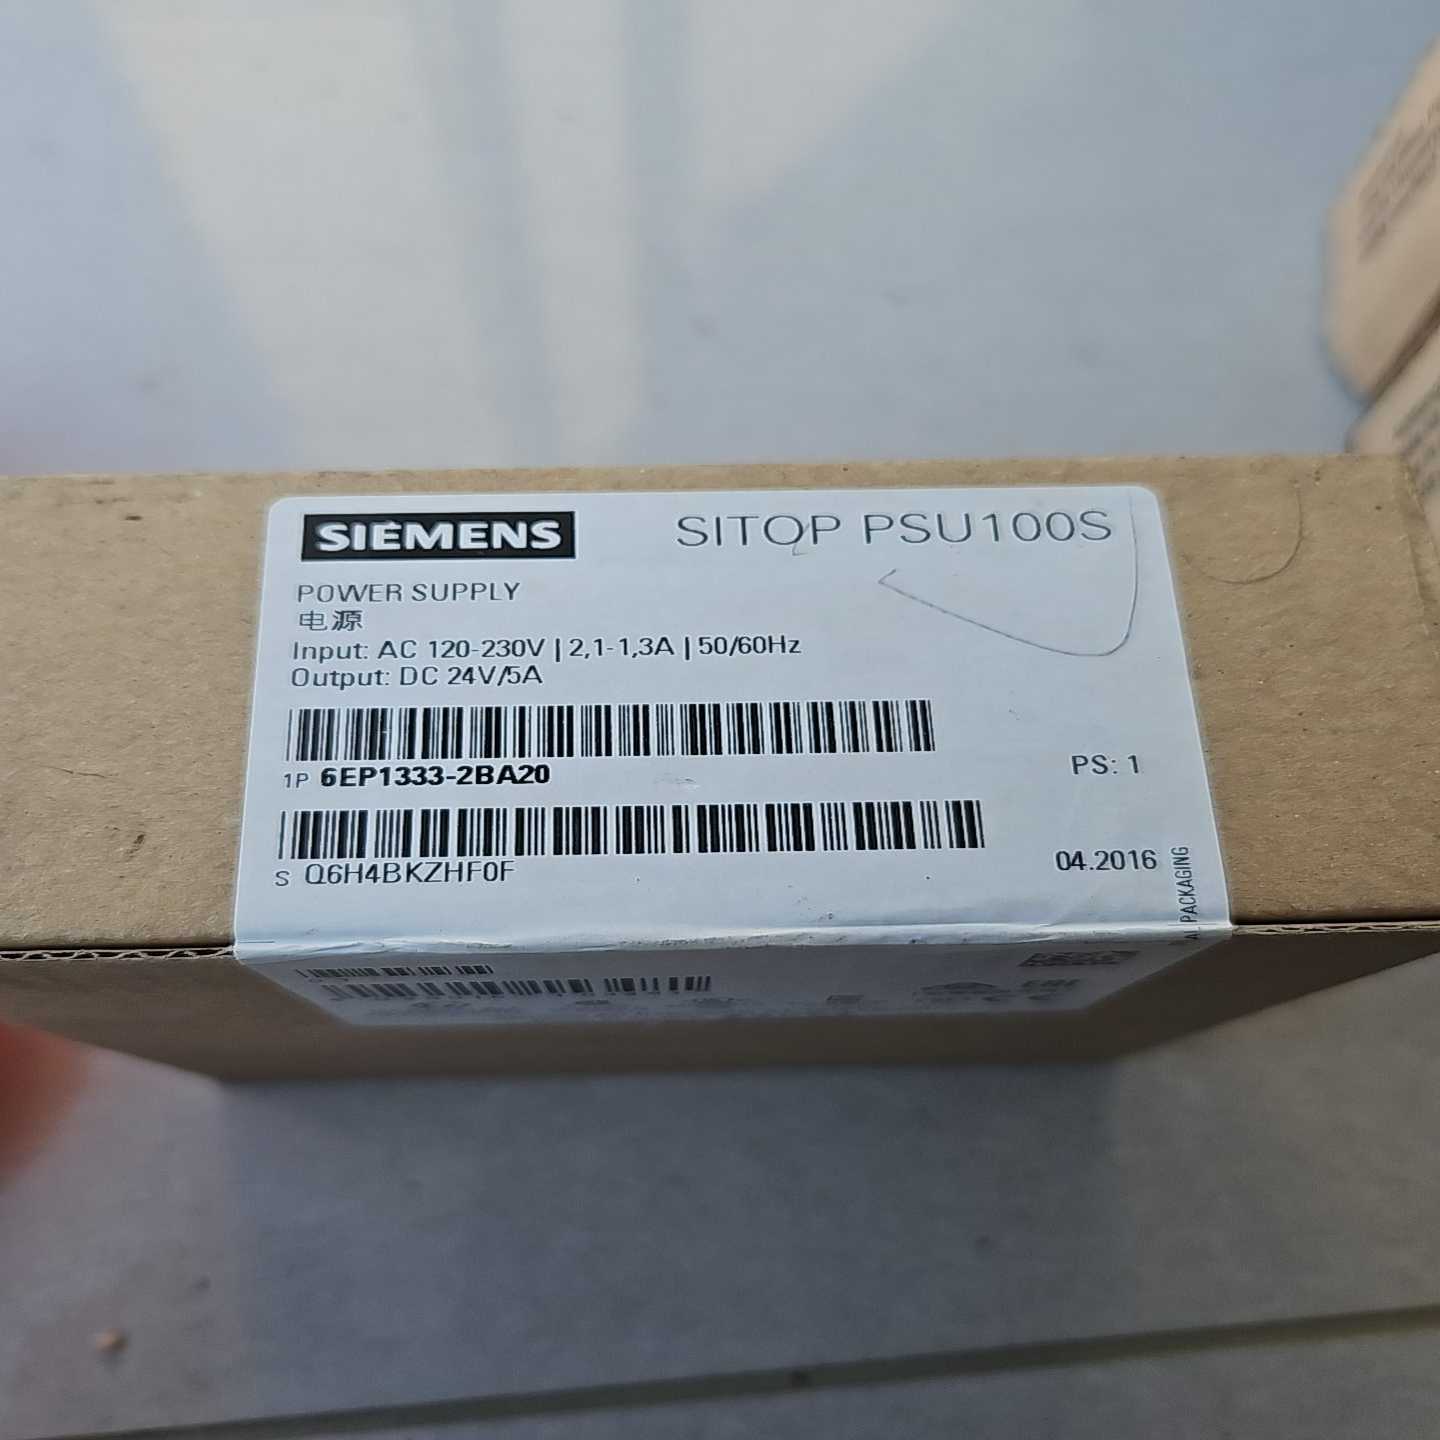 SIEMENS
SITOP PSU100S
POWER SUPPLY
电源
Input: AC 120-230V | 2,1-1,3A | 50/60Hz
Output: DC 24V/5A
1P 6EP1333-2BA20
PS: 1
S Q6H4BKZHF0F
04.2016
PACKAGING